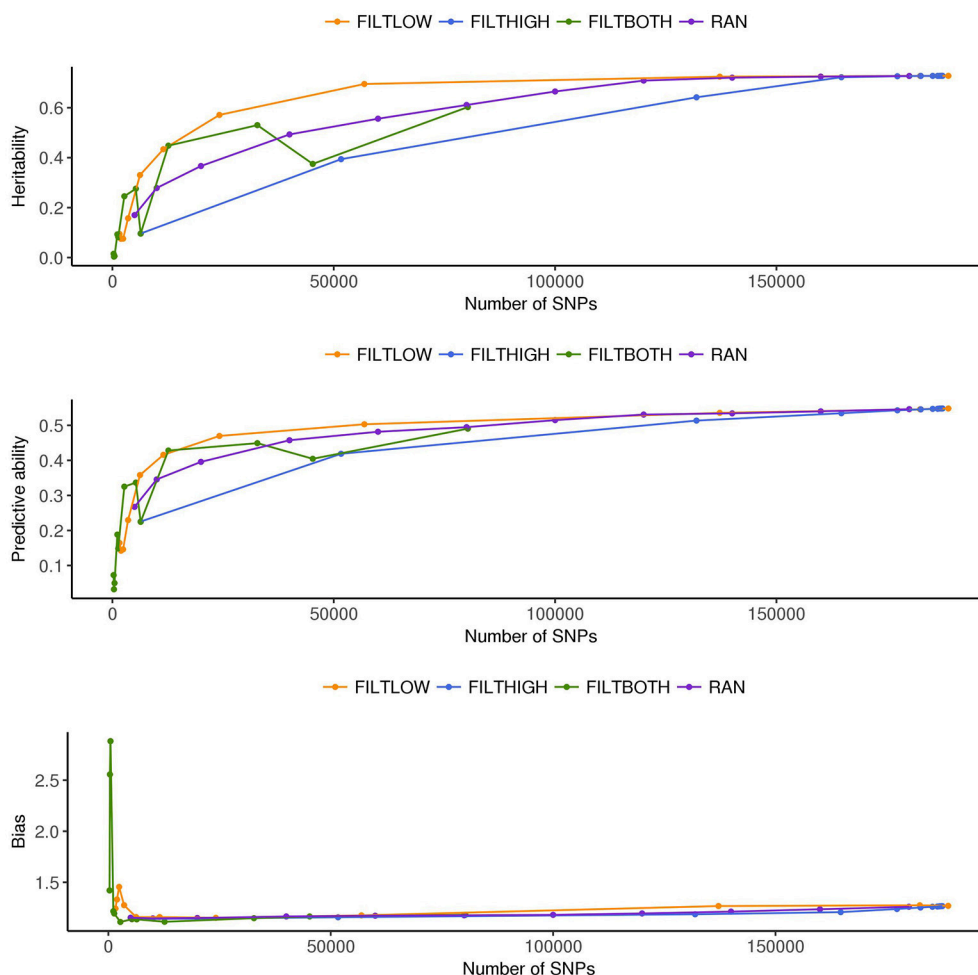 FILTLOW FILTHIGH FILTBOTH RAN
0.6
0.4
0.2
0.0
Heritability
0 50000 100000 150000
Number of SNPs
FILTLOW FILTHIGH FILTBOTH RAN
0.5
0.4
0.3
0.2
0.1
Predictive ability
0 50000 100000 150000
Number of SNPs
FILTLOW FILTHIGH FILTBOTH RAN
2.5
2.0
1.5
Bias
0 50000 100000 150000
Number of SNPs